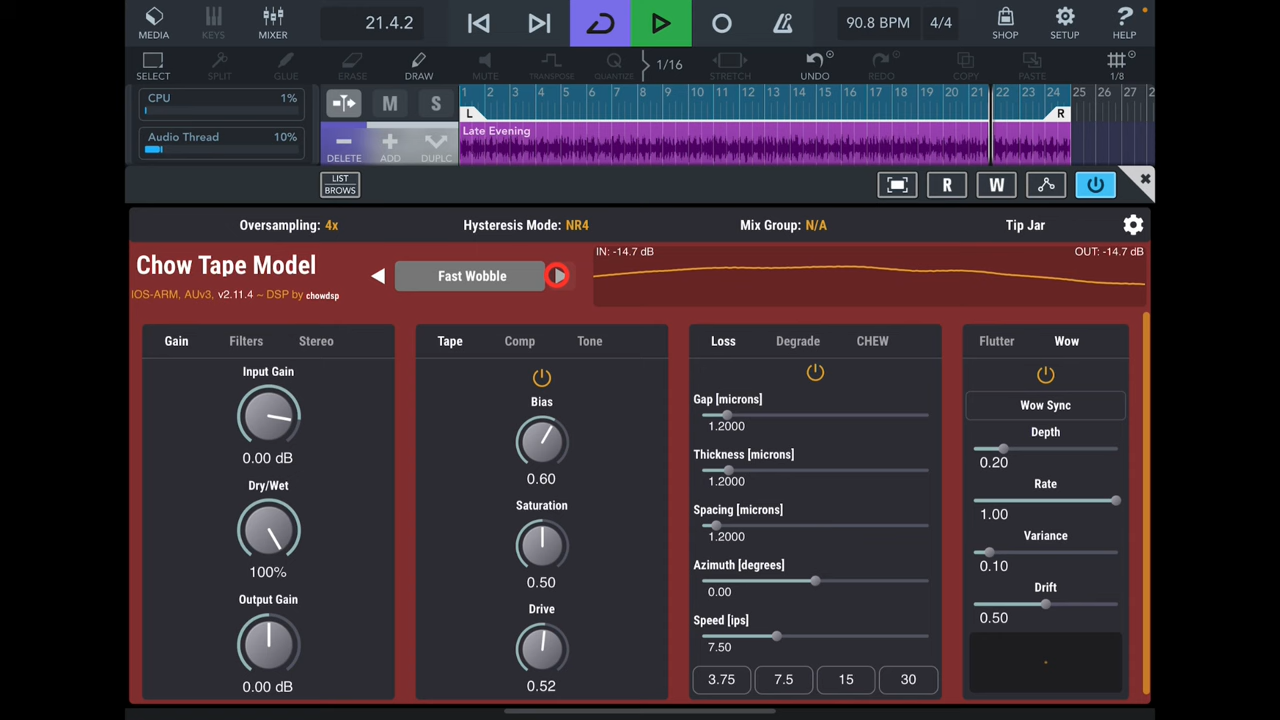 MEDIA
KEYS
MIXER
21.4.2
90.8 BPM
4/4
SHOP
SETUP
?
HELP
SELECT
SPLIT
GLUE
ERASE
DRAW
MUTE
TRANSPOSE
QUANTIZE
1/16
STRETCH
UNDO
REDO
COPY
PASTE
1/8
CPU 1%
Audio Thread 10%
M
S
DELETE
ADD
DUPLC
1 2 3 4 5 6 7 8 9 10 11 12 13 14 15 16 17 18 19 20 21 22 23 24 25 26 27 2
L
R
Late Evening
LIST
BROWS
R
W
Oversampling: 4x
Hysteresis Mode: NR4
Mix Group: N/A
Tip Jar
Chow Tape Model
IOS-ARM, AUv3, v2.11.4 ~ DSP by chowdsp
Fast Wobble
IN: -14.7 dB
OUT: -14.7 dB
Gain Filters Stereo
Input Gain
0.00 dB
Dry/Wet
100%
Output Gain
0.00 dB
Tape Comp Tone
Bias
0.60
Saturation
0.50
Drive
0.52
Loss Degrade CHEW
Gap [microns]
1.2000
Thickness [microns]
1.2000
Spacing [microns]
1.2000
Azimuth [degrees]
0.00
Speed [ips]
7.50
3.75 7.5 15 30
Flutter Wow
Wow Sync
Depth
0.20
Rate
1.00
Variance
0.10
Drift
0.50